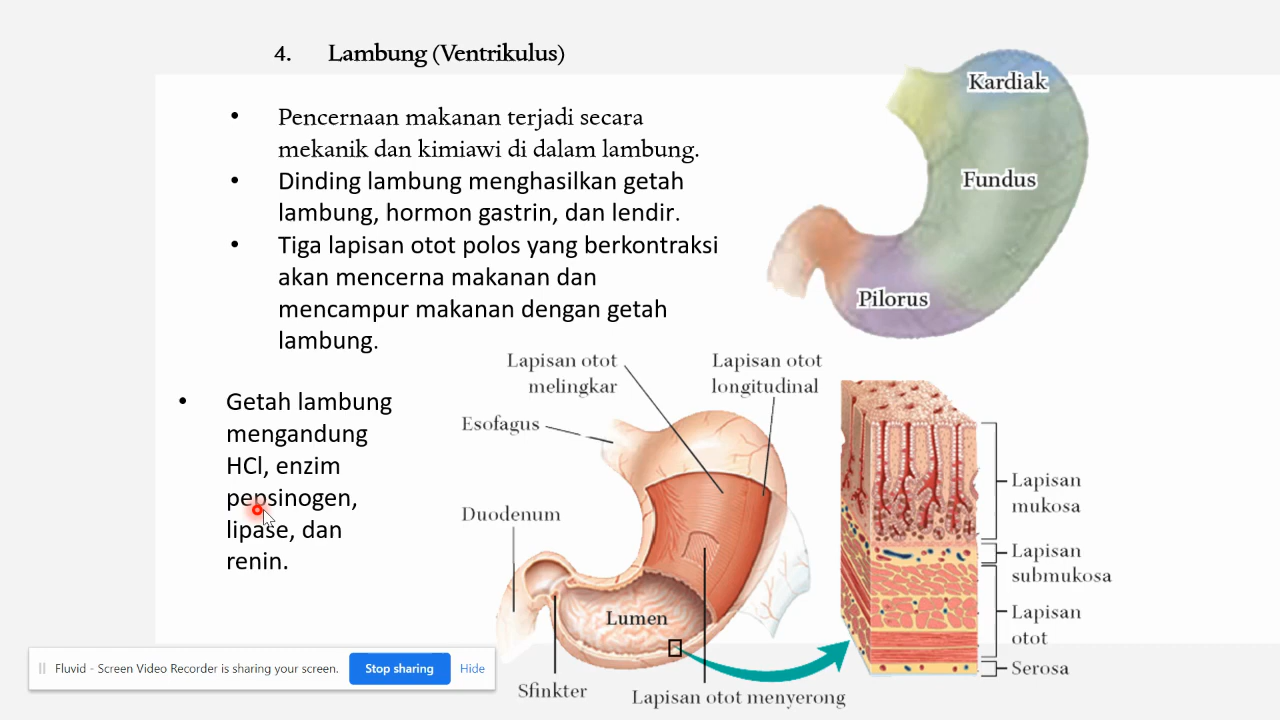 4. Lambung (Ventrikulus)
• Pencernaan makanan terjadi secara
mekanik dan kimiawi di dalam lambung.
• Dinding lambung menghasilkan getah
lambung, hormon gastrin, dan lendir.
• Tiga lapisan otot polos yang berkontraksi
akan mencerna makanan dan
mencampur makanan dengan getah
lambung.
• Getah lambung
mengandung
HCl, enzim
pepsinogen,
lipase, dan
renin.
Kardiak
Fundus
Pilorus
Lapisan otot
melingkar
Lapisan otot
longitudinal
Esofagus
Duodenum
Lumen
Sfinkter
Lapisan otot menyerong
Lapisan
mukosa
Lapisan
submukosa
Lapisan
otot
Serosa
Fluvid - Screen Video Recorder is sharing your screen.
Stop sharing
Hide